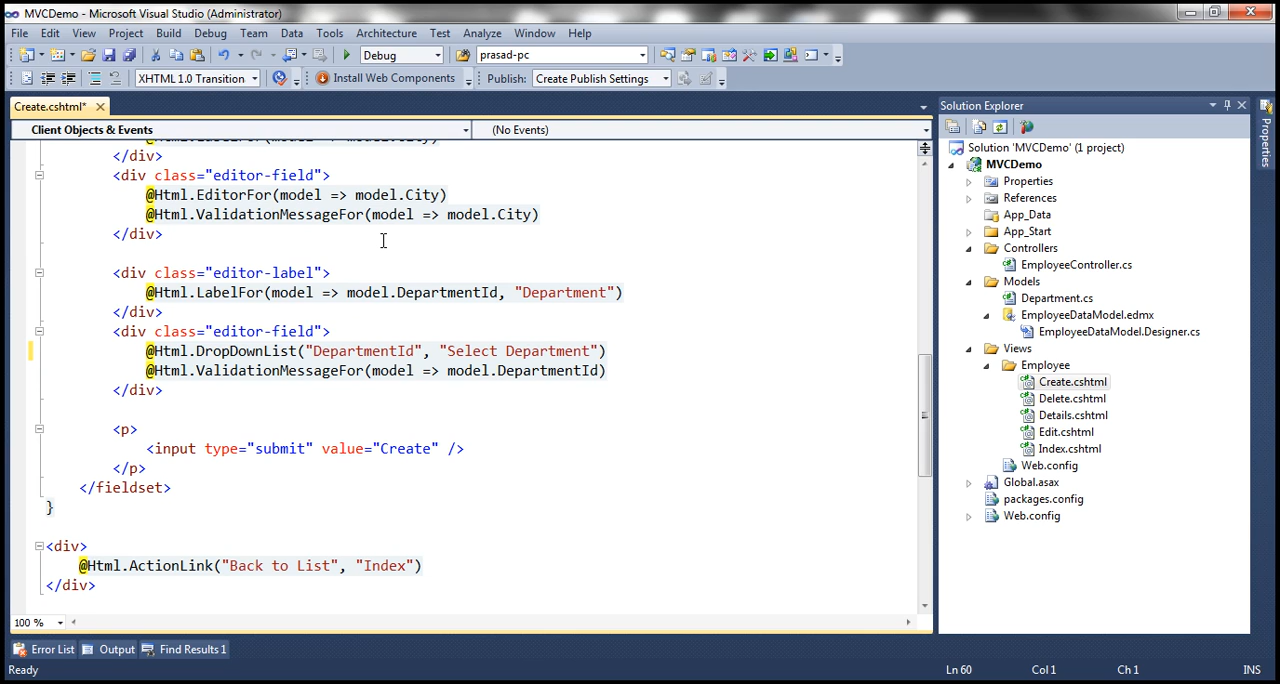 MVCDemo - Microsoft Visual Studio (Administrator)
File Edit View Project Build Debug Team Data Tools Architecture Test Analyze Window Help
Debug prasad-pc
XHTML 1.0 Transition Install Web Components Publish: Create Publish Settings
Create.cshtml*
Client Objects & Events (No Events)
</div>
<div class="editor-field">
@Html.EditorFor(model => model.City)
@Html.ValidationMessageFor(model => model.City)
</div>
<div class="editor-label">
@Html.LabelFor(model => model.DepartmentId, "Department")
</div>
<div class="editor-field">
@Html.DropDownList("DepartmentId", "Select Department")
@Html.ValidationMessageFor(model => model.DepartmentId)
</div>
<p>
<input type="submit" value="Create" />
</p>
</fieldset>
}
<div>
@Html.ActionLink("Back to List", "Index")
</div>
100 %
Solution Explorer
Solution 'MVCDemo' (1 project)
MVCDemo
Properties
References
App_Data
App_Start
Controllers
EmployeeController.cs
Models
Department.cs
EmployeeDataModel.edmx
EmployeeDataModel.Designer.cs
Views
Employee
Create.cshtml
Delete.cshtml
Details.cshtml
Edit.cshtml
Index.cshtml
Web.config
Global.asax
packages.config
Web.config
Properties
Error List Output Find Results 1
Ready Ln 60 Col 1 Ch 1 INS